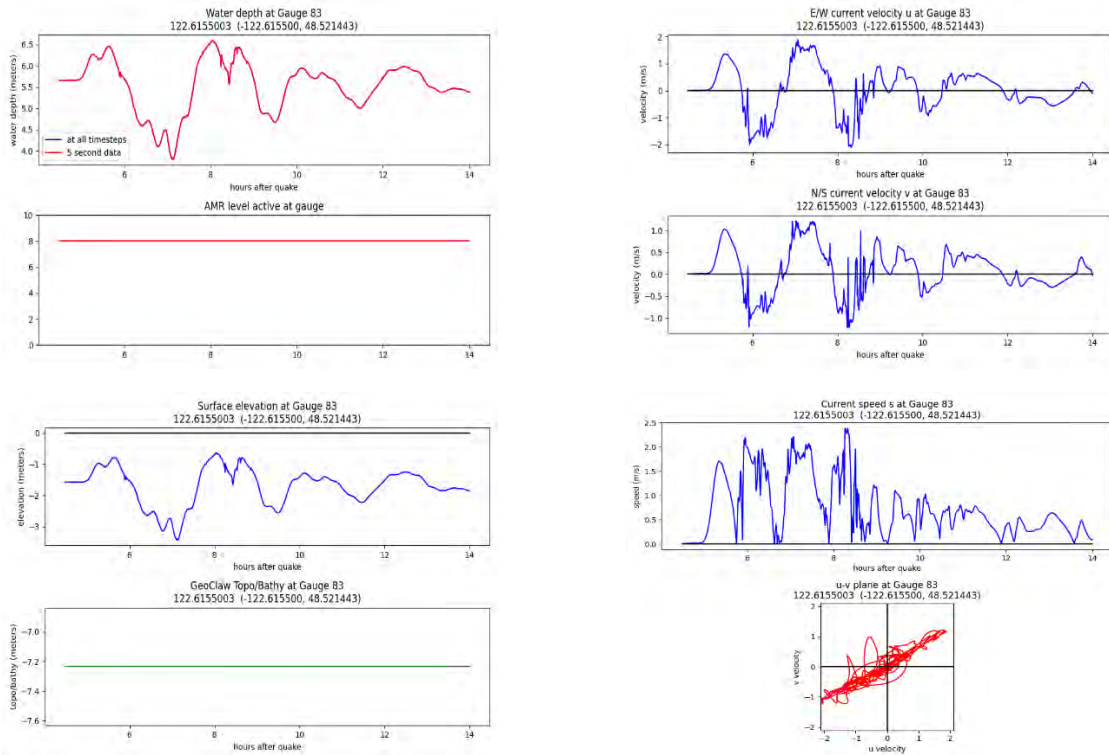 Water depth at Gauge 83
122.6155003 (-122.615500, 48.521443)
water depth (meters)
6.5
6.0
5.5
5.0
4.5
4.0
at all timesteps
5 second data
6 8 10 12 14
hours after quake
AMR level active at gauge
10
8
6
4
2
0
6 8 10 12 14
hours after quake
Surface elevation at Gauge 83
122.6155003 (-122.615500, 48.521443)
elevation (meters)
0
−1
−2
−3
6 8 10 12 14
hours after quake
GeoClaw Topo/Bathy at Gauge 83
122.6155003 (-122.615500, 48.521443)
topo/bathy (meters)
−7.0
−7.2
−7.4
−7.6
6 8 10 12 14
hours after quake
E/W current velocity u at Gauge 83
122.6155003 (-122.615500, 48.521443)
velocity (m/s)
2
1
0
−1
−2
6 8 10 12 14
hours after quake
N/S current velocity v at Gauge 83
122.6155003 (-122.615500, 48.521443)
velocity (m/s)
1.0
0.5
0.0
−0.5
−1.0
6 8 10 12 14
hours after quake
Current speed s at Gauge 83
122.6155003 (-122.615500, 48.521443)
speed (m/s)
2.5
2.0
1.5
1.0
0.5
0.0
6 8 10 12 14
hours after quake
u-v plane at Gauge 83
122.6155003 (-122.615500, 48.521443)
v velocity
2
1
0
−1
−2
−2 −1 0 1 2
u velocity